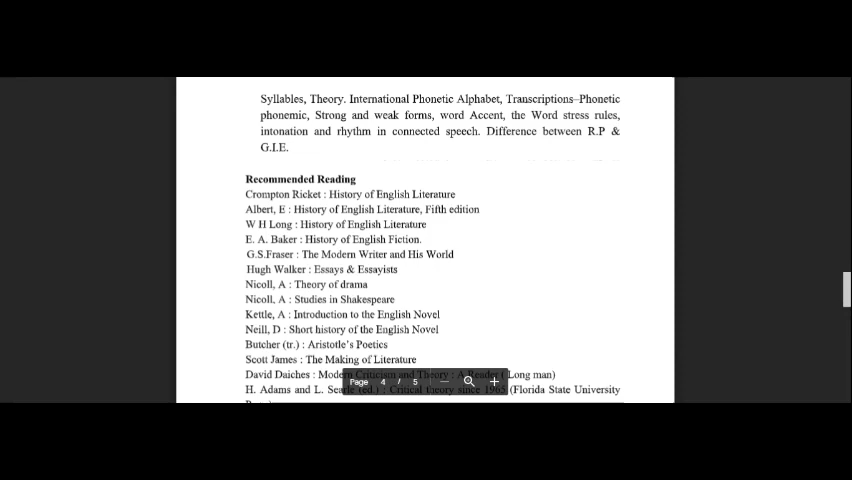 Syllables, Theory. International Phonetic Alphabet, Transcriptions–Phonetic
phonemic, Strong and weak forms, word Accent, the Word stress rules,
intonation and rhythm in connected speech. Difference between R.P &
G.I.E.
Recommended Reading
Crompton Ricket : History of English Literature
Albert, E : History of English Literature, Fifth edition
W H Long : History of English Literature
E. A. Baker : History of English Fiction.
G.S.Fraser : The Modern Writer and His World
Hugh Walker : Essays & Essayists
Nicoll, A : Theory of drama
Nicoll, A : Studies in Shakespeare
Kettle, A : Introduction to the English Novel
Neill, D : Short history of the English Novel
Butcher (tr.) : Aristotle's Poetics
Scott James : The Making of Literature
David Daiches : Modern Criticism and Theory : A Reader ( Long man)
H. Adams and L. Searle (ed.) : Critical theory since 1965 (Florida State University
Page 4 / 5